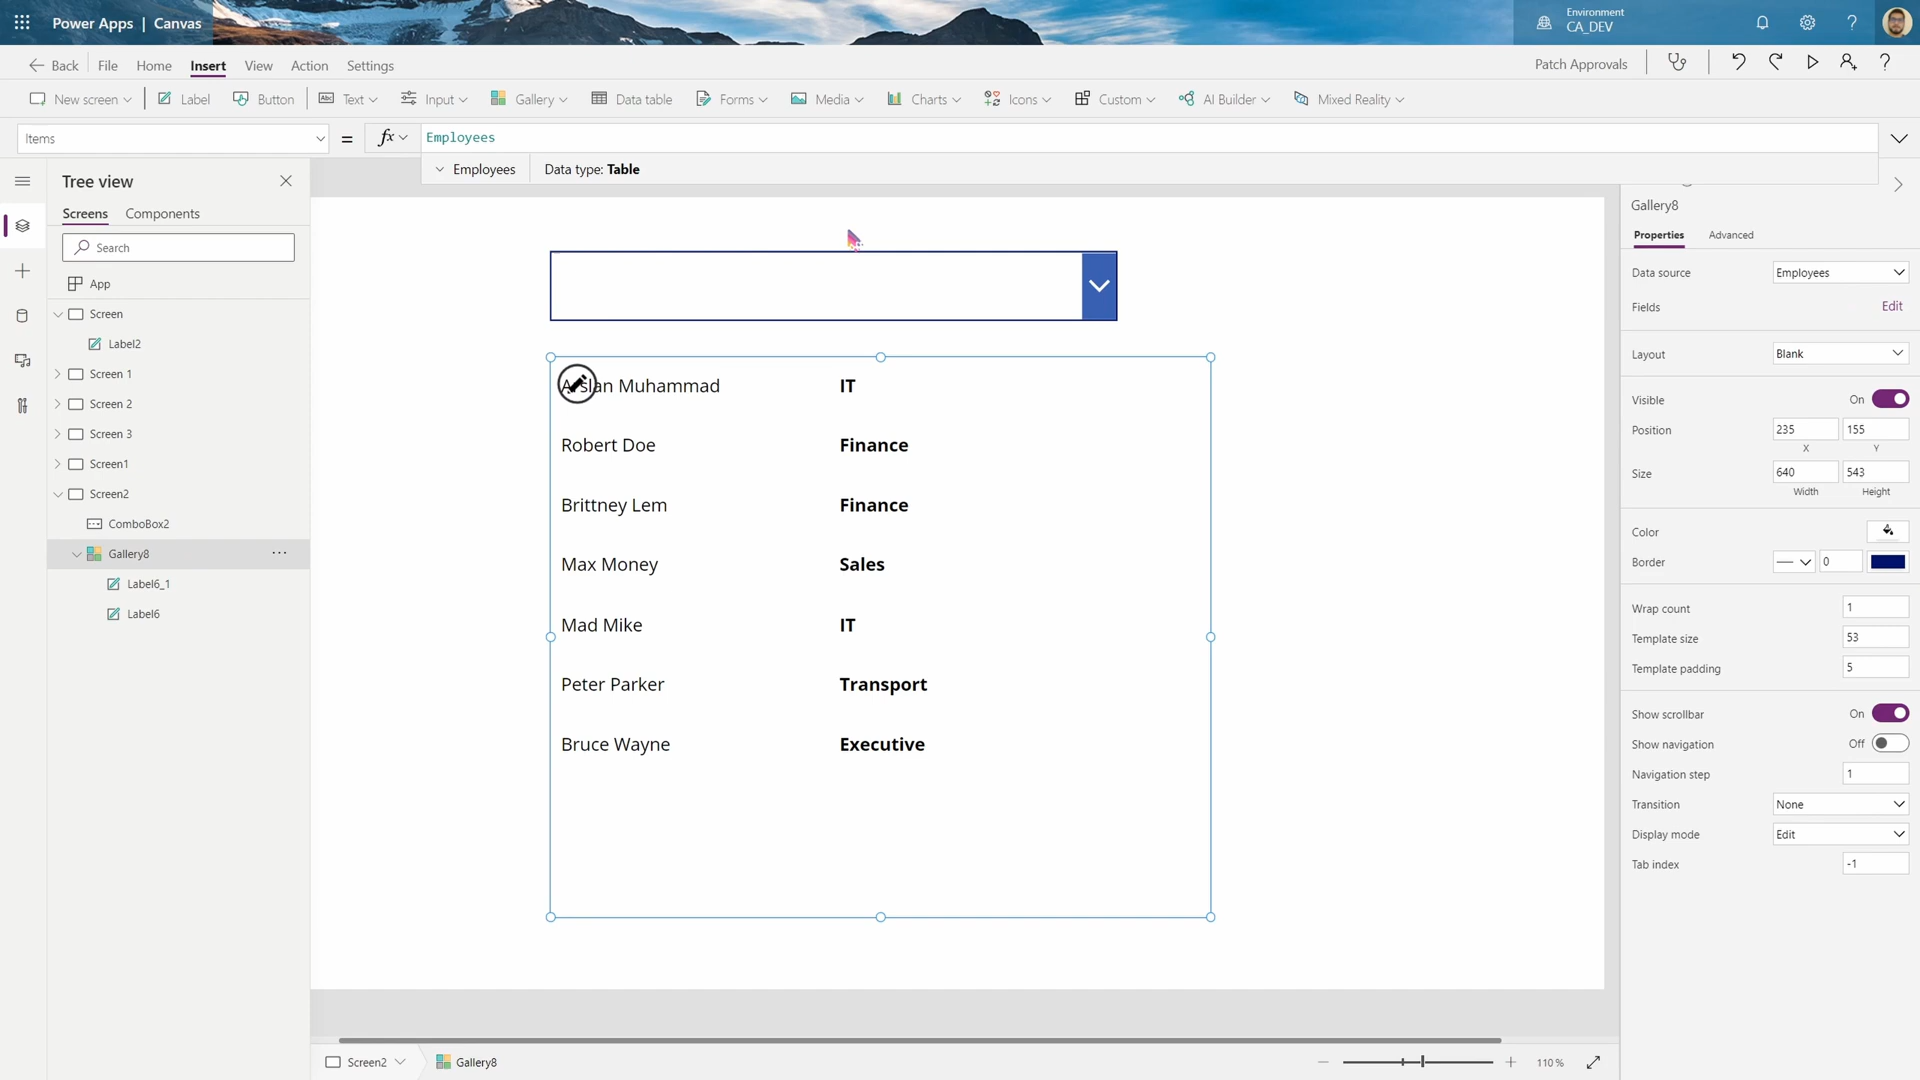 Power Apps | Canvas
Environment
CA_DEV
?
Back
File
Home
Insert
View
Action
Settings
Patch Approvals
?
New screen
Label
Button
Text
Input
Gallery
Data table
Forms
Media
Charts
Icons
Custom
AI Builder
Mixed Reality
Items
=
fx
Employees
Employees
Data type: Table
Tree view
Screens
Components
Search
App
Screen
Label2
Screen 1
Screen 2
Screen 3
Screen1
Screen2
ComboBox2
Gallery8
...
Label6_1
Label6
Arslan Muhammad IT
Robert Doe Finance
Brittney Lem Finance
Max Money Sales
Mad Mike IT
Peter Parker Transport
Bruce Wayne Executive
Gallery8
Properties
Advanced
Data source Employees
Fields Edit
Layout Blank
Visible On
Position 235 155
X Y
Size 640 543
Width Height
Color
Border 0
Wrap count 1
Template size 53
Template padding 5
Show scrollbar On
Show navigation Off
Navigation step 1
Transition None
Display mode Edit
Tab index -1
Screen2
Gallery8
110 %